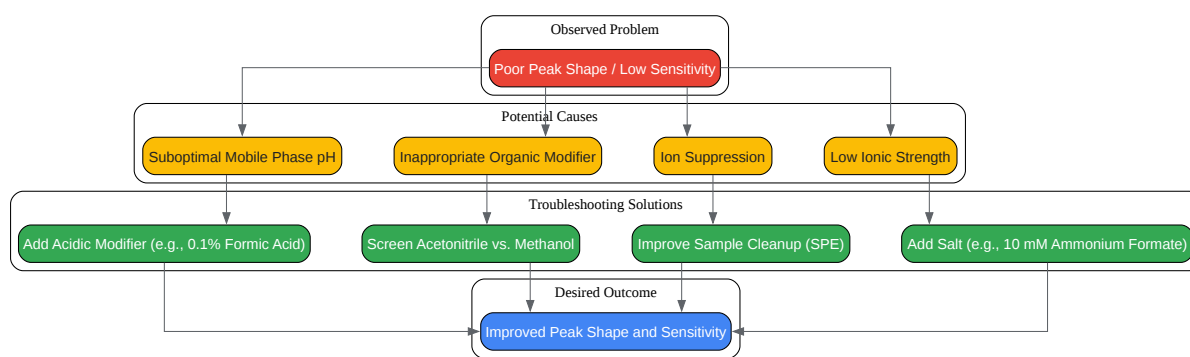 Observed Problem
Poor Peak Shape / Low Sensitivity
Potential Causes
Suboptimal Mobile Phase pH
Inappropriate Organic Modifier
Ion Suppression
Low Ionic Strength
Troubleshooting Solutions
Add Acidic Modifier (e.g., 0.1% Formic Acid)
Screen Acetonitrile vs. Methanol
Improve Sample Cleanup (SPE)
Add Salt (e.g., 10 mM Ammonium Formate)
Desired Outcome
Improved Peak Shape and Sensitivity